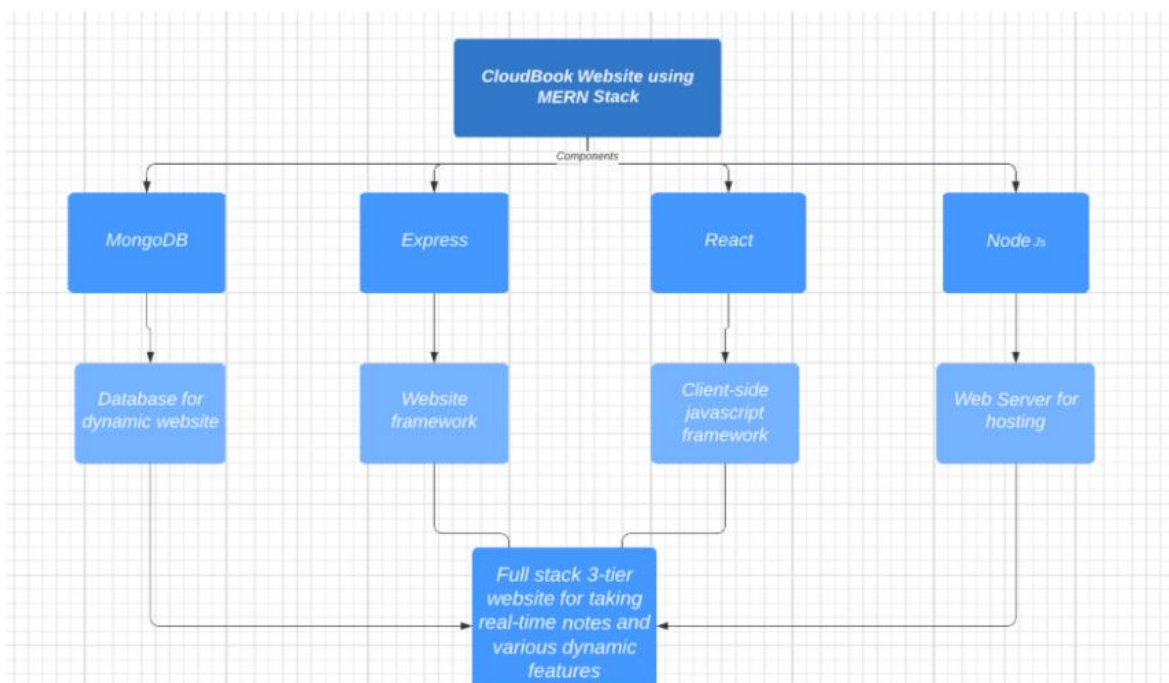 CloudBook Website using
MERN Stack
Components
MongoDB
Express
React
Node Js
Database for
dynamic website
Website
framework
Client-side
javascript
framework
Web Server for
hosting
Full stack 3-tier
website for taking
real-time notes and
various dynamic
features